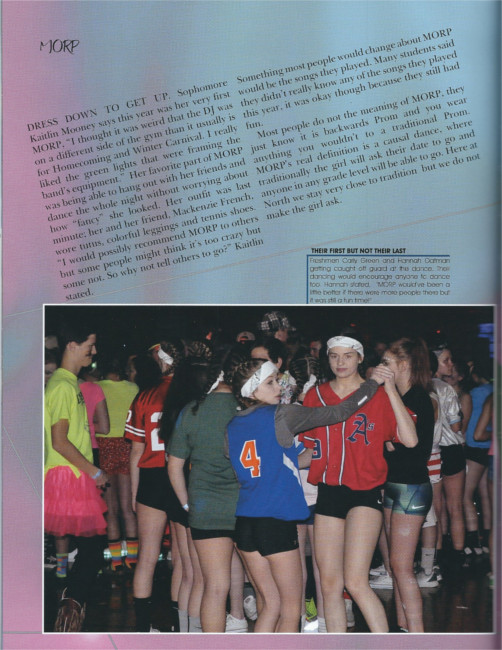 MORP
DRESS DOWN TO GET UP. Sophomore
Kaitlin Mooney says this year was her very first
MORP, "I thought it was weird that the DJ was
on a different side of the gym than it usually is
for Homecoming and Winter Carnival. I really
liked the green lights that were framing the
band's equipment." Her favorite part of MORP
was being able to hang out with her friends and
dance the whole night without worrying about
how "fancy" she looked. Her outfit was last
minute; her and her friend, Mackenzie French,
wore tutus, colorful leggings and tennis shoes.
"I would possibly recommend MORP to others
but some people might think it's too crazy but
some not. So why not tell others to go?" Kaitlin
stated.
Something most people would change about MORP
would be the songs they played. Many students said
they didn't really know any of the songs they played
this year, it was okay though because they still had
fun.
Most people do not the meaning of MORP, they
just know it is backwards Prom and you wear
anything you wouldn't to a traditional Prom.
MORP's real definition is a causal dance, where
traditionally the girl will ask their date to go and
anyone in any grade level will be able to go. Here at
North we stay very close to tradition but we do not
make the girl ask.
THEIR FIRST BUT NOT THEIR LAST
Freshmen Carly Green and Hannah Oatman
getting caught off guard at the dance. Their
dancing would encourage anyone to dance
too. Hannah stated, "MORP would've been a
little better if there were more people there but
it was still a fun time!"
2
4
A's